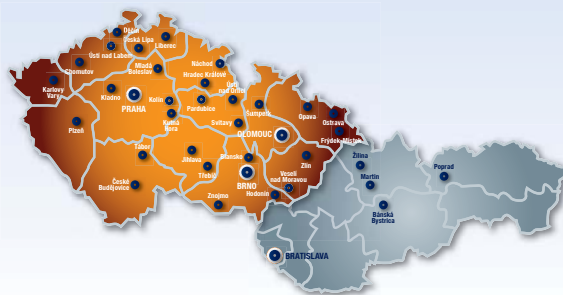 Děčín
Česká Lípa
Liberec
Ústí nad Labem
Chomutov
Mladá
Boleslav
Náchod
Hradec Králové
Karlovy
Vary
Kladno
PRAHA
Kolín
Pardubice
Ústí
nad Orlicí
Šumperk
Opava
Ostrava
Kutná
Hora
Plzeň
Svitavy
OLOMOUC
Frýdek-Místek
Tábor
Jihlava
Blansko
Zlín
Žilina
Poprad
Třebíč
České
Budějovice
BRNO
Veselí
nad Moravou
Martin
Hodonín
Znojmo
Bánská
Bystrica
BRATISLAVA